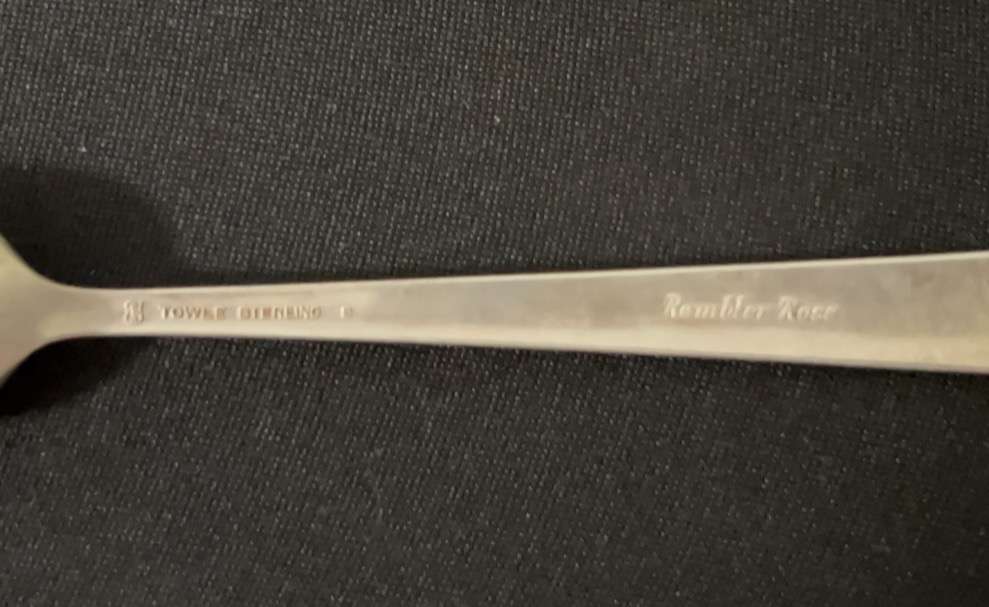 TOWLE STERLING
Rambler Rose